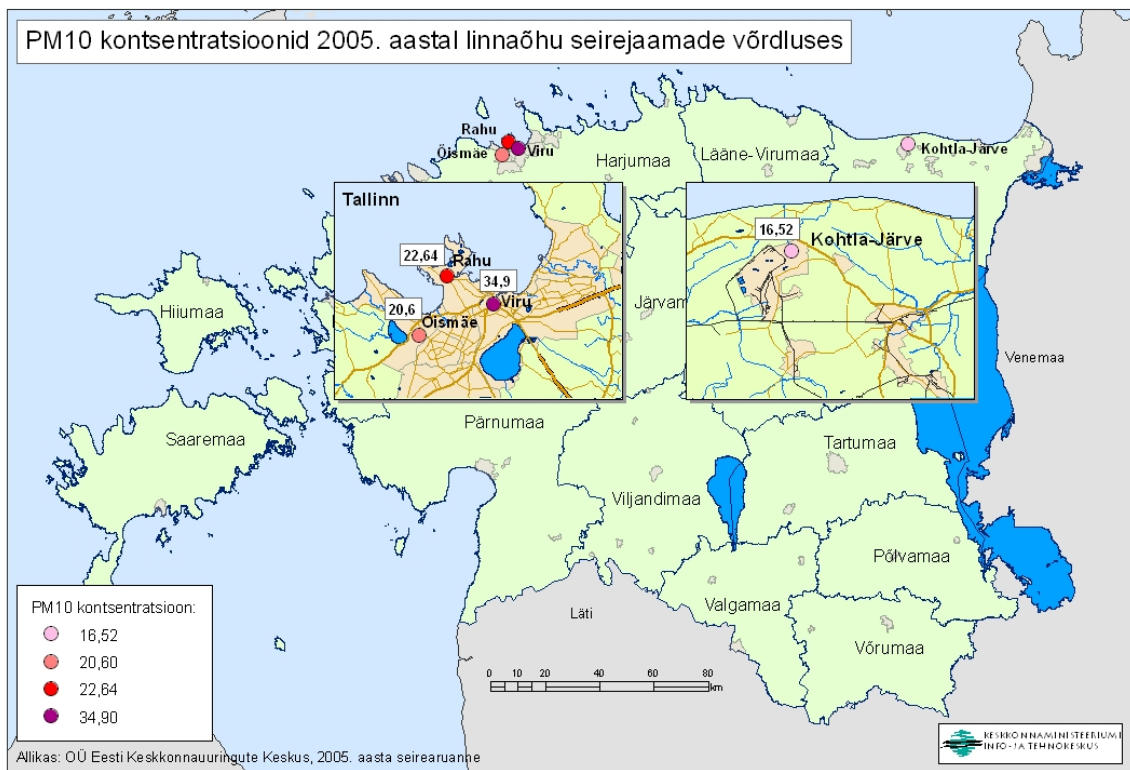 PM10 kontsentratsioonid 2005. aastal linnaõhu seirejaamade võrdluses
Rahu
Õismäe
Viru
Harjumaa
Lääne-Virumaa
Kohtla-Järve
Tallinn
22,64
Rahu
34,9
Viru
20,6
Õismäe
16,52
Kohtla-Järve
Hiiumaa
Järvam
Venemaa
Saaremaa
Pärnumaa
Tartumaa
Viljandimaa
Põlvamaa
Valgamaa
Läti
Võrumaa
PM10 kontsentratsioon:
16,52
20,60
22,64
34,90
0 20 40 60 80
km
Allikas: OÜ Eesti Keskkonnauuringute Keskus, 2005. aasta seirearuanne
KESKKONNAMINISTEERIUMI
INFO- JA TEHNOKESKUS